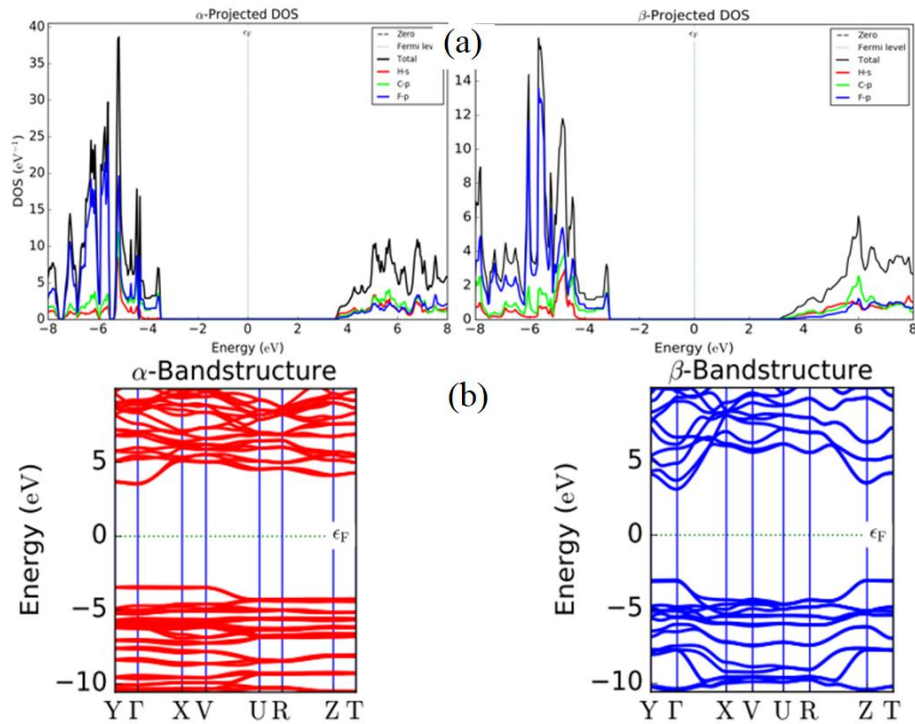 α-Projected DOS
β-Projected DOS
(a)
ϵF
Zero
Fermi level
Total
H-s
C-p
F-p
40
35
30
25
20
15
10
5
0
DOS (eV⁻¹)
−8 −6 −4 −2 0 2 4 6 8
Energy (eV)
ϵF
Zero
Fermi level
Total
H-s
C-p
F-p
14
12
10
8
6
4
2
0
−8 −6 −4 −2 0 2 4 6 8
Energy (eV)
α-Bandstructure
(b)
β-Bandstructure
Energy (eV)
5
0
−5
−10
ϵF
Y Γ X V U R Z T
Energy (eV)
5
0
−5
−10
ϵF
Y Γ X V U R Z T